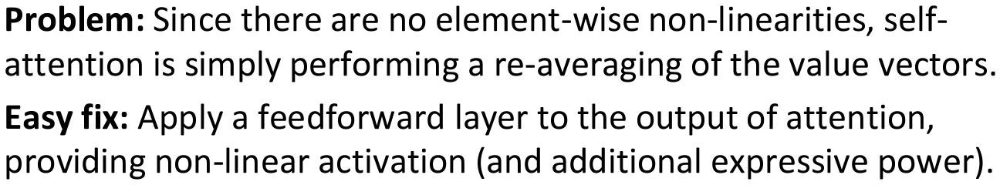 Problem: Since there are no element-wise non-linearities, self-
attention is simply performing a re-averaging of the value vectors.
Easy fix: Apply a feedforward layer to the output of attention,
providing non-linear activation (and additional expressive power).